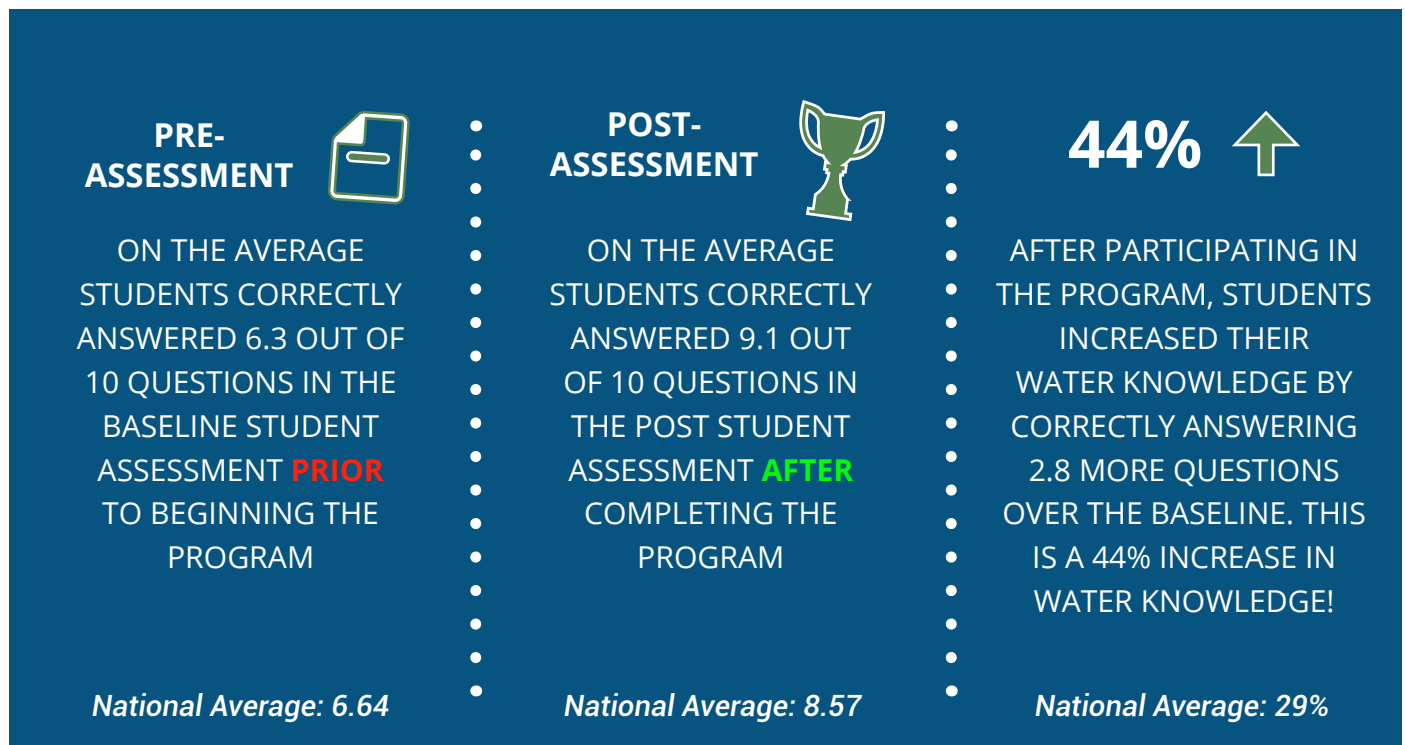 PRE-
ASSESSMENT
ON THE AVERAGE
STUDENTS CORRECTLY
ANSWERED 6.3 OUT OF
10 QUESTIONS IN THE
BASELINE STUDENT
ASSESSMENT PRIOR
TO BEGINNING THE
PROGRAM
National Average: 6.64
POST-
ASSESSMENT
ON THE AVERAGE
STUDENTS CORRECTLY
ANSWERED 9.1 OUT
OF 10 QUESTIONS IN
THE POST STUDENT
ASSESSMENT AFTER
COMPLETING THE
PROGRAM
National Average: 8.57
44%
AFTER PARTICIPATING IN
THE PROGRAM, STUDENTS
INCREASED THEIR
WATER KNOWLEDGE BY
CORRECTLY ANSWERING
2.8 MORE QUESTIONS
OVER THE BASELINE. THIS
IS A 44% INCREASE IN
WATER KNOWLEDGE!
National Average: 29%